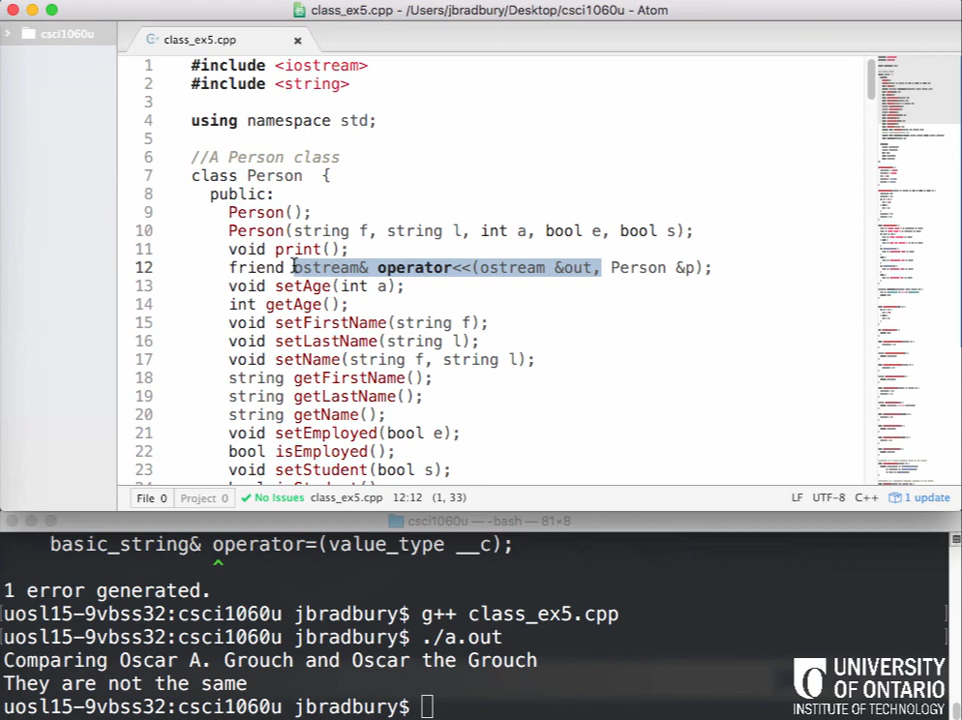 class_ex5.cpp - /Users/jbradbury/Desktop/csci1060u - Atom
csci1060u
class_ex5.cpp
1 #include <iostream>
2 #include <string>
3
4 using namespace std;
5
6 //A Person class
7 class Person {
8 public:
9 Person();
10 Person(string f, string l, int a, bool e, bool s);
11 void print();
12 friend ostream& operator<<(ostream &out, Person &p);
13 void setAge(int a);
14 int getAge();
15 void setFirstName(string f);
16 void setLastName(string l);
17 void setName(string f, string l);
18 string getFirstName();
19 string getLastName();
20 string getName();
21 void setEmployed(bool e);
22 bool isEmployed();
23 void setStudent(bool s);
File 0 Project 0 No Issues class_ex5.cpp 12:12 (1, 33) LF UTF-8 C++ 1 update
csci1060u — -bash — 81×8
basic_string& operator=(value_type __c);
^
1 error generated.
uosl15-9vbss32:csci1060u jbradbury$ g++ class_ex5.cpp
uosl15-9vbss32:csci1060u jbradbury$ ./a.out
Comparing Oscar A. Grouch and Oscar the Grouch
They are not the same
uosl15-9vbss32:csci1060u jbradbury$
UNIVERSITY
OF ONTARIO
INSTITUTE OF TECHNOLOGY